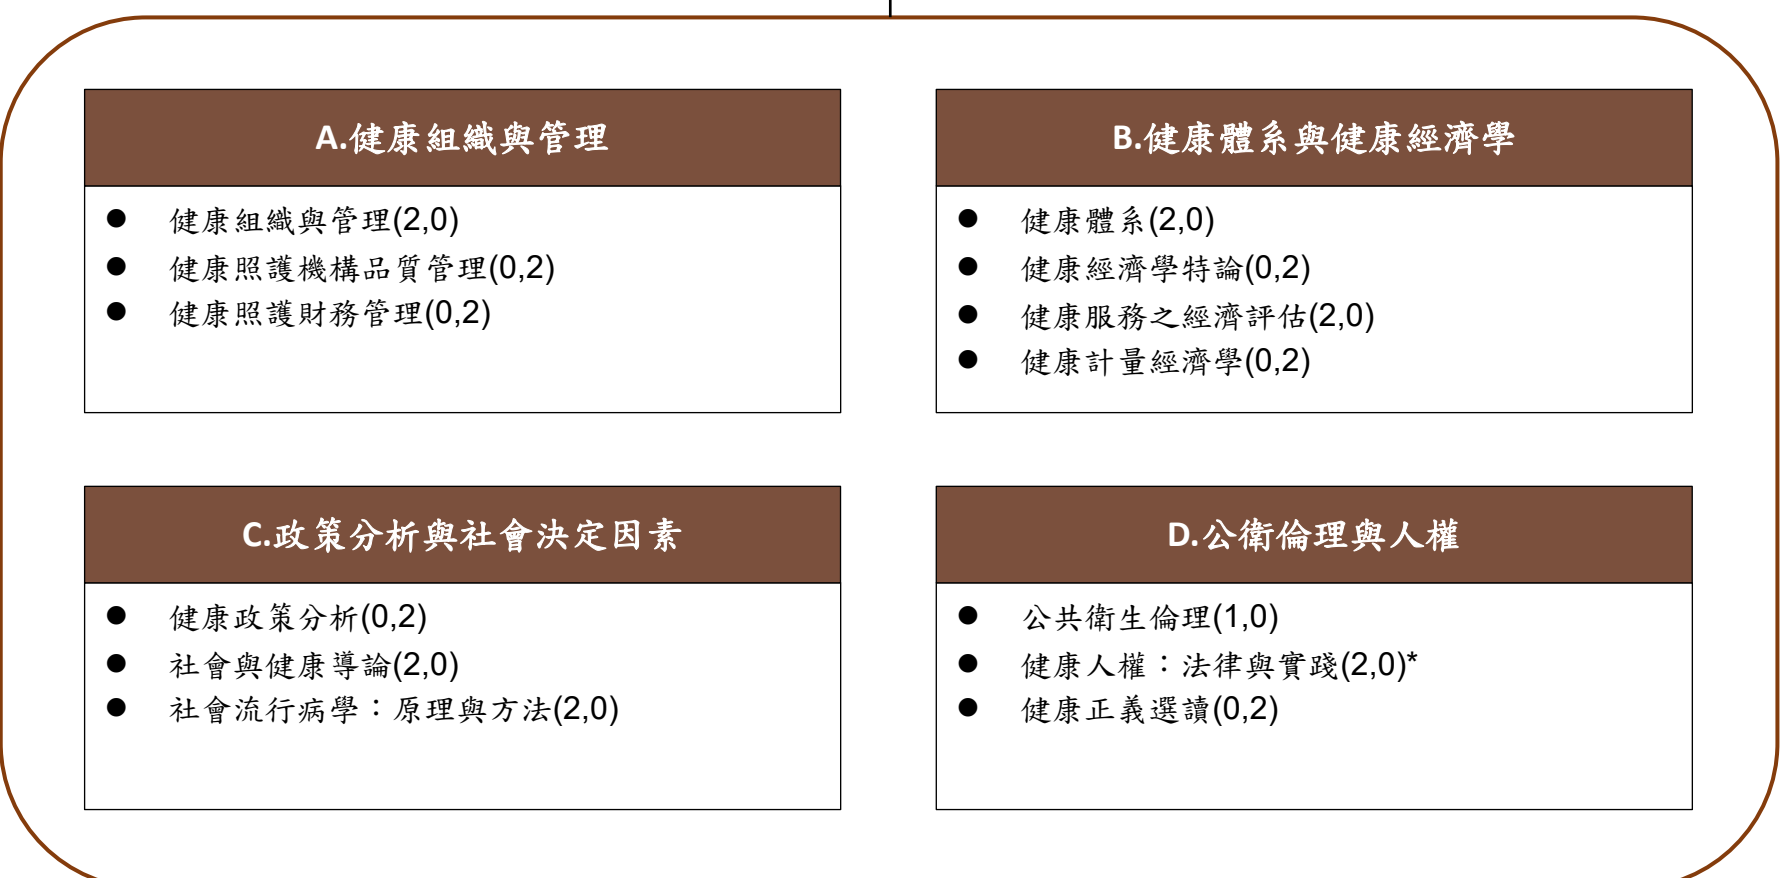 A.健康組織與管理
● 健康組織與管理(2,0)
● 健康照護機構品質管理(0,2)
● 健康照護財務管理(0,2)
B.健康體系與健康經濟學
● 健康體系(2,0)
● 健康經濟學特論(0,2)
● 健康服務之經濟評估(2,0)
● 健康計量經濟學(0,2)
C.政策分析與社會決定因素
● 健康政策分析(0,2)
● 社會與健康導論(2,0)
● 社會流行病學：原理與方法(2,0)
D.公衛倫理與人權
● 公共衛生倫理(1,0)
● 健康人權：法律與實踐(2,0)*
● 健康正義選讀(0,2)